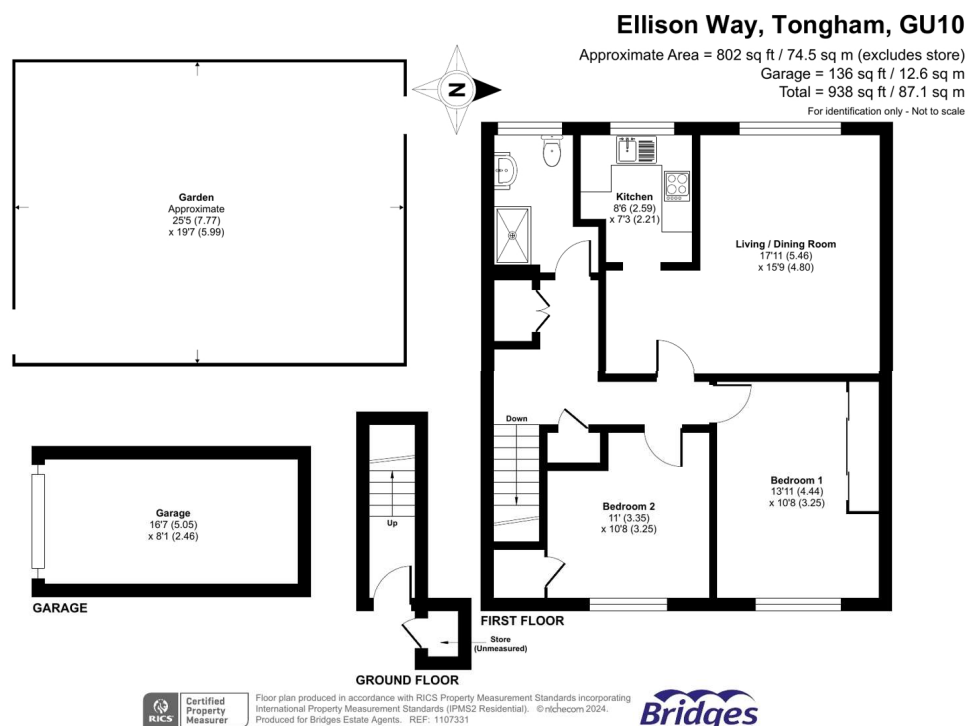 Ellison Way, Tongham, GU10
Approximate Area = 802 sq ft / 74.5 sq m (excludes store)
Garage = 136 sq ft / 12.6 sq m
Total = 938 sq ft / 87.1 sq m
For identification only - Not to scale
N
Garden
Approximate
25'5 (7.77)
x 19'7 (5.99)
Kitchen
8'6 (2.59)
x 7'3 (2.21)
Living / Dining Room
17'11 (5.46)
x 15'9 (4.80)
Down
Bedroom 1
13'11 (4.44)
x 10'8 (3.25)
Bedroom 2
11' (3.35)
x 10'8 (3.25)
Garage
16'7 (5.05)
x 8'1 (2.46)
Up
GARAGE
FIRST FLOOR
Store
(Unmeasured)
GROUND FLOOR
RICS
Certified
Property
Measurer
Floor plan produced in accordance with RICS Property Measurement Standards incorporating
International Property Measurement Standards (IPMS2 Residential). © nichecom 2024.
Produced for Bridges Estate Agents. REF: 1107331
Bridges